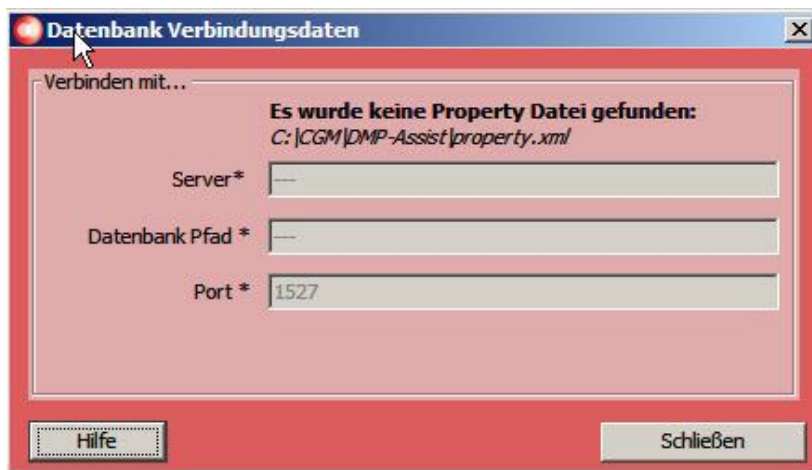 Datenbank Verbindungsdaten
Verbinden mit...
Es wurde keine Property Datei gefunden:
C:\CGM\DMP-Assist\property.xml
Server* ---
Datenbank Pfad * ---
Port * 1527
Hilfe Schließen